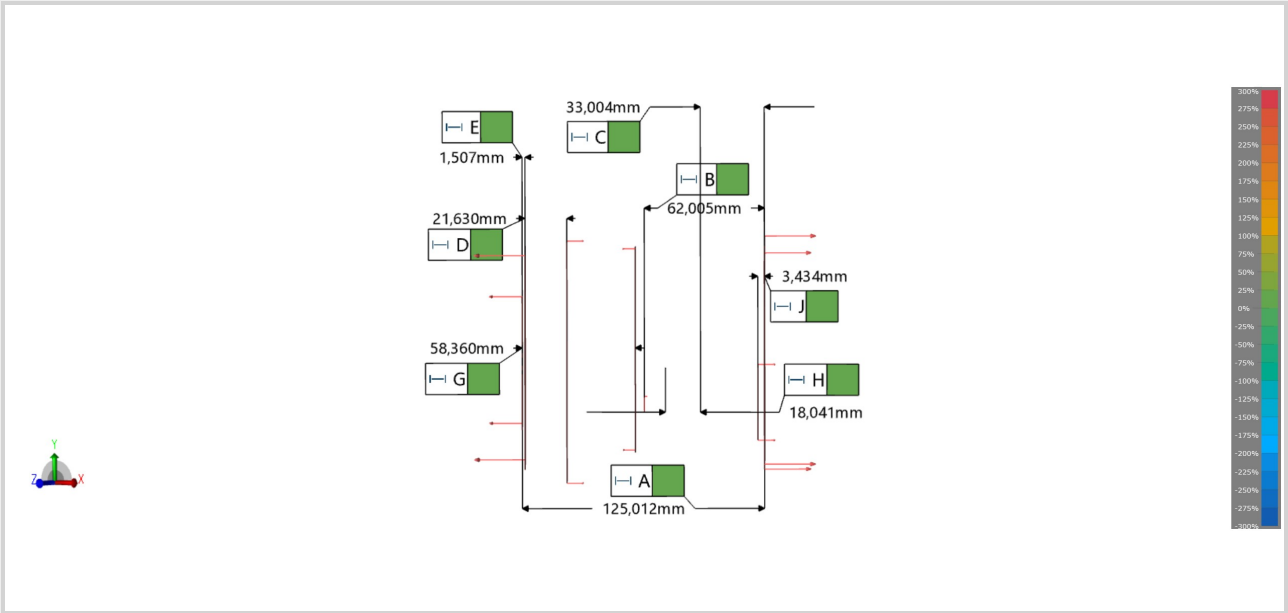 33,004mm
E
C
1,507mm
B
62,005mm
21,630mm
D
3,434mm
J
58,360mm
G
H
18,041mm
A
125,012mm
Y
Z
X
300%
275%
250%
225%
200%
175%
150%
125%
100%
75%
50%
25%
0%
-25%
-50%
-75%
-100%
-125%
-150%
-175%
-200%
-225%
-250%
-275%
-300%